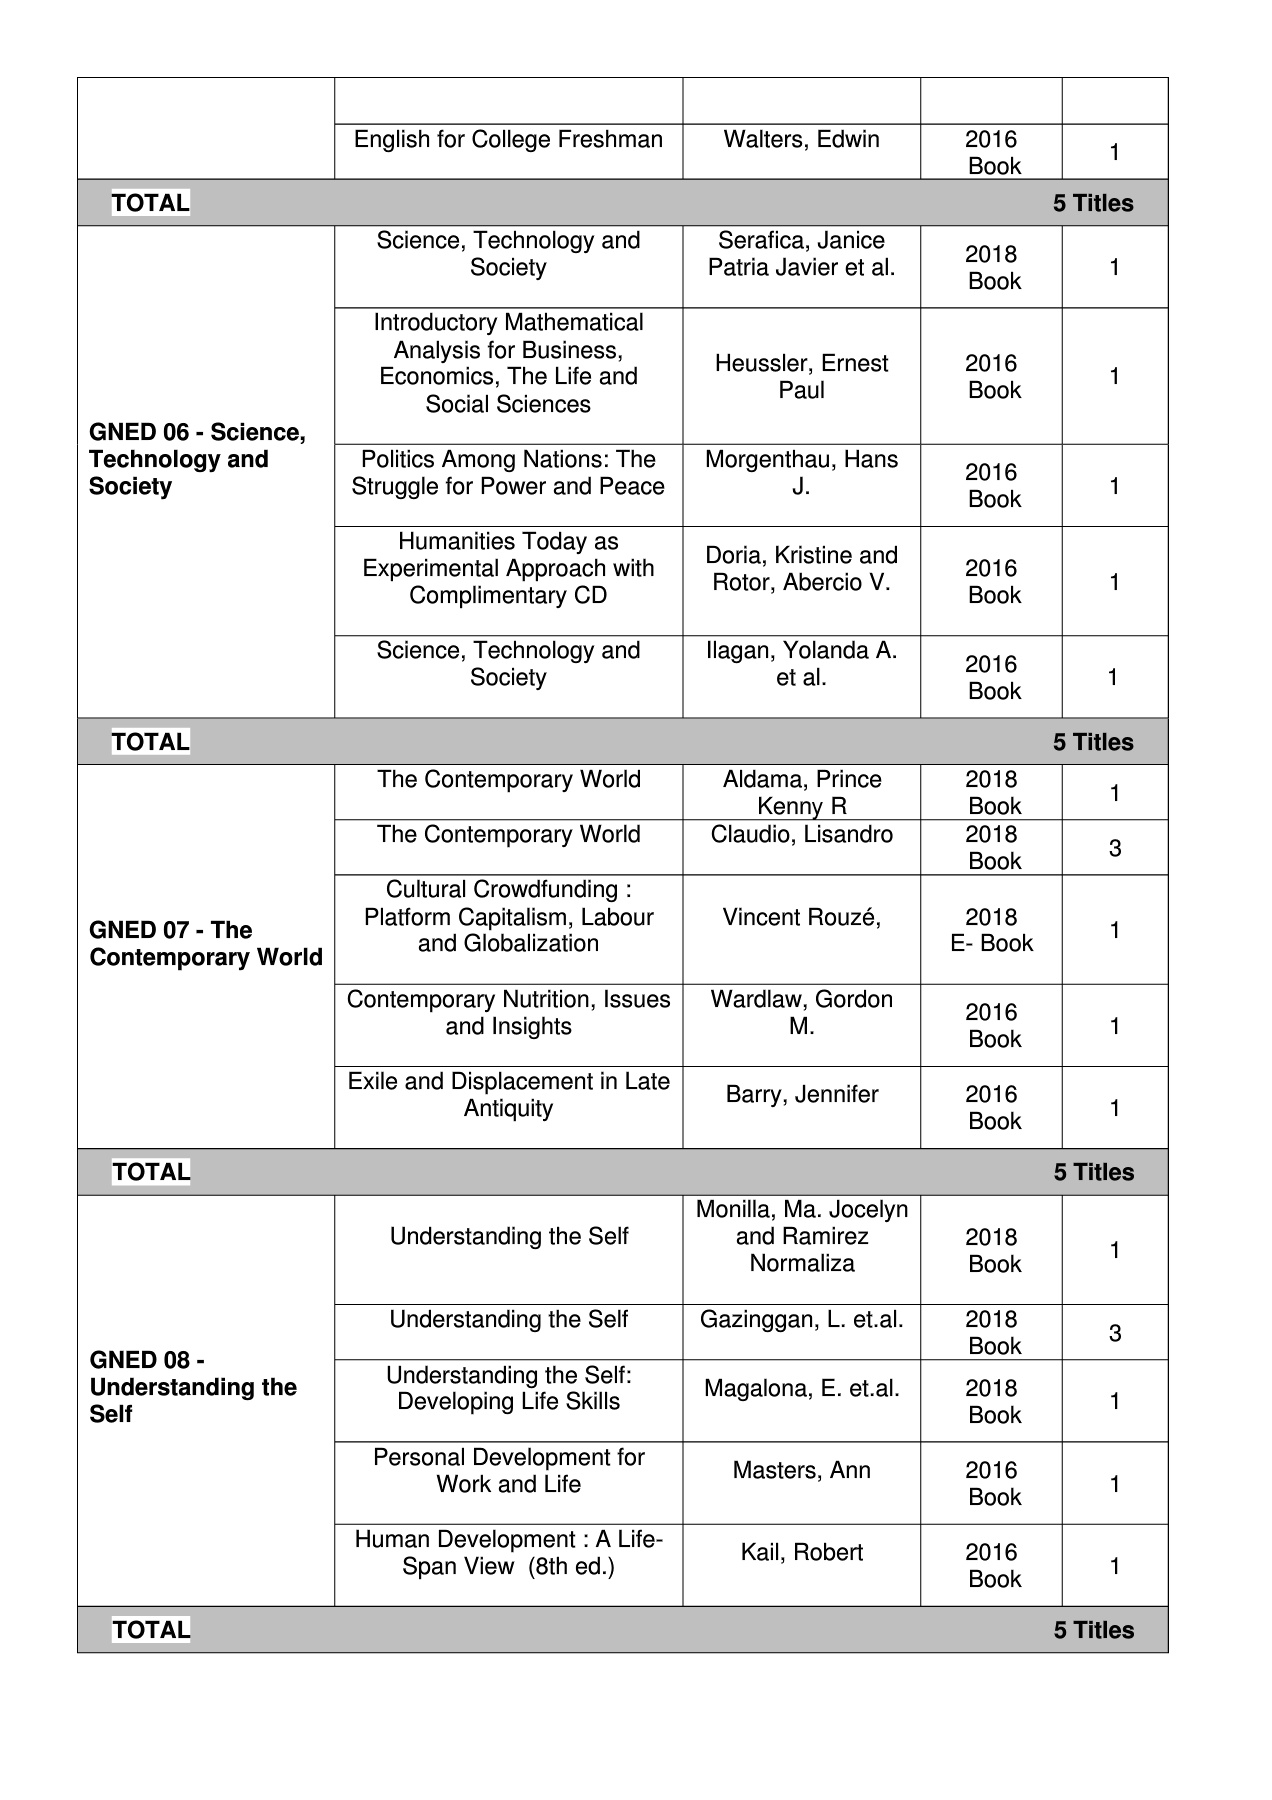 English for College Freshman
Walters, Edwin
2016
Book
1
TOTAL
5 Titles
GNED 06 - Science,
Technology and
Society
Science, Technology and
Society
Serafica, Janice
Patria Javier et al.
2018
Book
1
Introductory Mathematical
Analysis for Business,
Economics, The Life and
Social Sciences
Heussler, Ernest
Paul
2016
Book
1
Politics Among Nations: The
Struggle for Power and Peace
Morgenthau, Hans
J.
2016
Book
1
Humanities Today as
Experimental Approach with
Complimentary CD
Doria, Kristine and
Rotor, Abercio V.
2016
Book
1
Science, Technology and
Society
Ilagan, Yolanda A.
et al.
2016
Book
1
TOTAL
5 Titles
GNED 07 - The
Contemporary World
The Contemporary World
Aldama, Prince
Kenny R
2018
Book
1
The Contemporary World
Claudio, Lisandro
2018
Book
3
Cultural Crowdfunding :
Platform Capitalism, Labour
and Globalization
Vincent Rouzé,
2018
E- Book
1
Contemporary Nutrition, Issues
and Insights
Wardlaw, Gordon
M.
2016
Book
1
Exile and Displacement in Late
Antiquity
Barry, Jennifer
2016
Book
1
TOTAL
5 Titles
GNED 08 -
Understanding the
Self
Understanding the Self
Monilla, Ma. Jocelyn
and Ramirez
Normaliza
2018
Book
1
Understanding the Self
Gazinggan, L. et.al.
2018
Book
3
Understanding the Self:
Developing Life Skills
Magalona, E. et.al.
2018
Book
1
Personal Development for
Work and Life
Masters, Ann
2016
Book
1
Human Development : A Life-
Span View  (8th ed.)
Kail, Robert
2016
Book
1
TOTAL
5 Titles